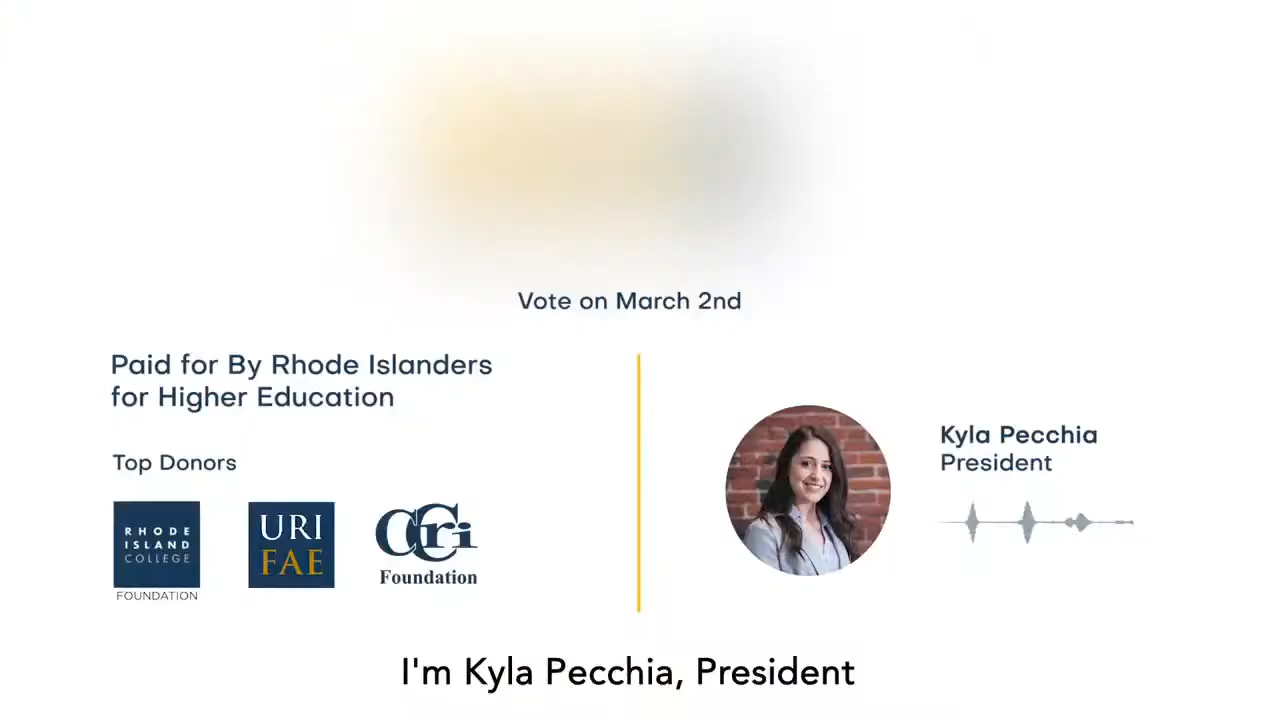 Vote on March 2nd
Paid for By Rhode Islanders
for Higher Education
Top Donors
RHODE
ISLAND
COLLEGE
FOUNDATION
URI
FAE
CCri
Foundation
Kyla Pecchia
President
I'm Kyla Pecchia, President